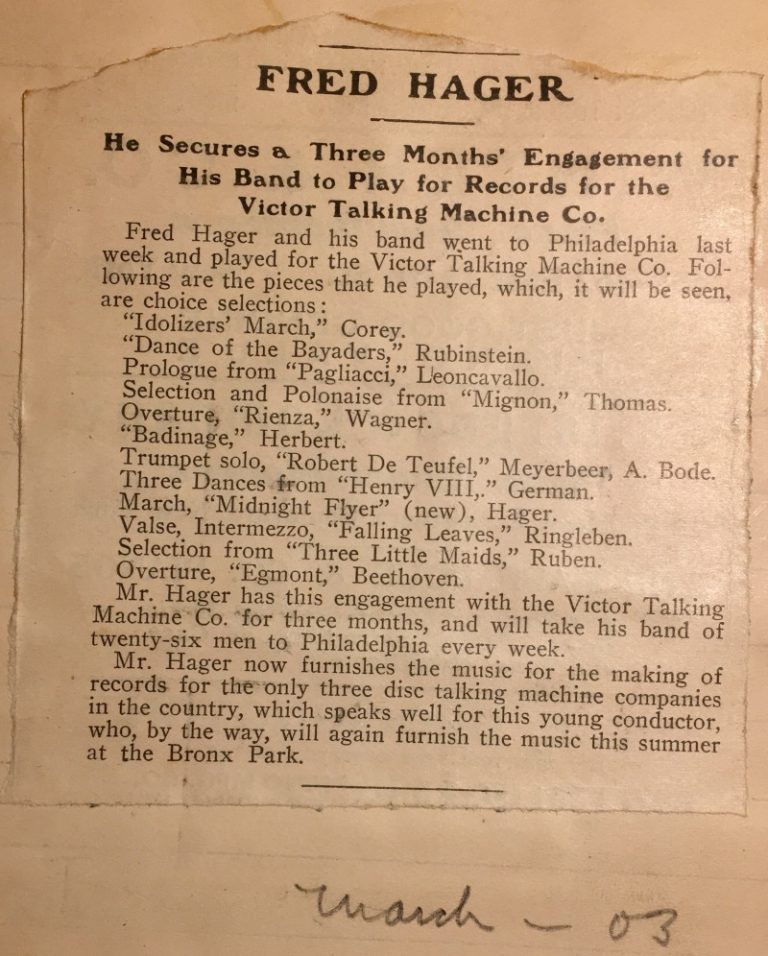 FRED HAGER
He Secures a Three Months' Engagement for
His Band to Play for Records for the
Victor Talking Machine Co.
Fred Hager and his band went to Philadelphia last
week and played for the Victor Talking Machine Co. Fol-
lowing are the pieces that he played, which, it will be seen,
are choice selections:
"Idolizers' March," Corey.
"Dance of the Bayaders," Rubinstein.
Prologue from "Pagliacci," Leoncavallo.
Selection and Polonaise from "Mignon," Thomas.
Overture, "Rienza," Wagner.
"Badinage," Herbert.
Trumpet solo, "Robert De Teufel," Meyerbeer, A. Bode.
Three Dances from "Henry VIII,." German.
March, "Midnight Flyer" (new), Hager.
Valse, Intermezzo, "Falling Leaves," Ringleben.
Selection from "Three Little Maids," Ruben.
Overture, "Egmont," Beethoven.
Mr. Hager has this engagement with the Victor Talking
Machine Co. for three months, and will take his band of
twenty-six men to Philadelphia every week.
Mr. Hager now furnishes the music for the making of
records for the only three disc talking machine companies
in the country, which speaks well for this young conductor,
who, by the way, will again furnish the music this summer
at the Bronx Park.
March - 03